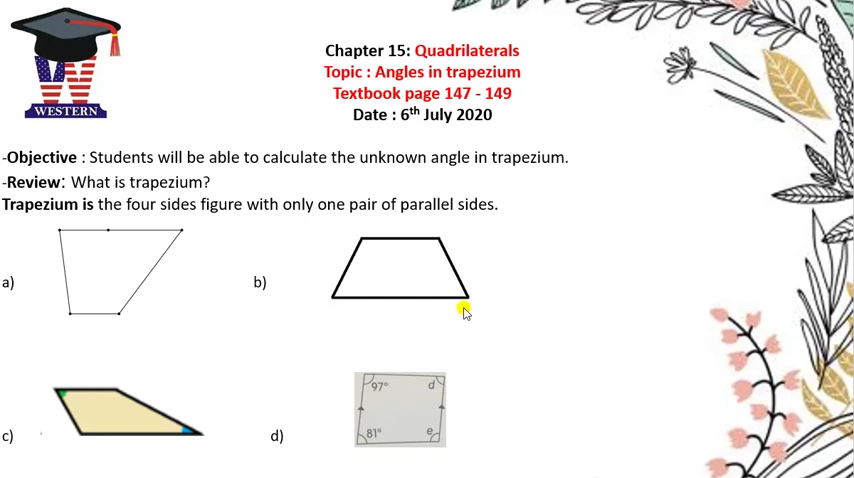 WESTERN
Chapter 15: Quadrilaterals
Topic : Angles in trapezium
Textbook page 147 - 149
Date : 6th July 2020
-Objective : Students will be able to calculate the unknown angle in trapezium.
-Review: What is trapezium?
Trapezium is the four sides figure with only one pair of parallel sides.
a)
b)
c)
d)
97° d
81° e